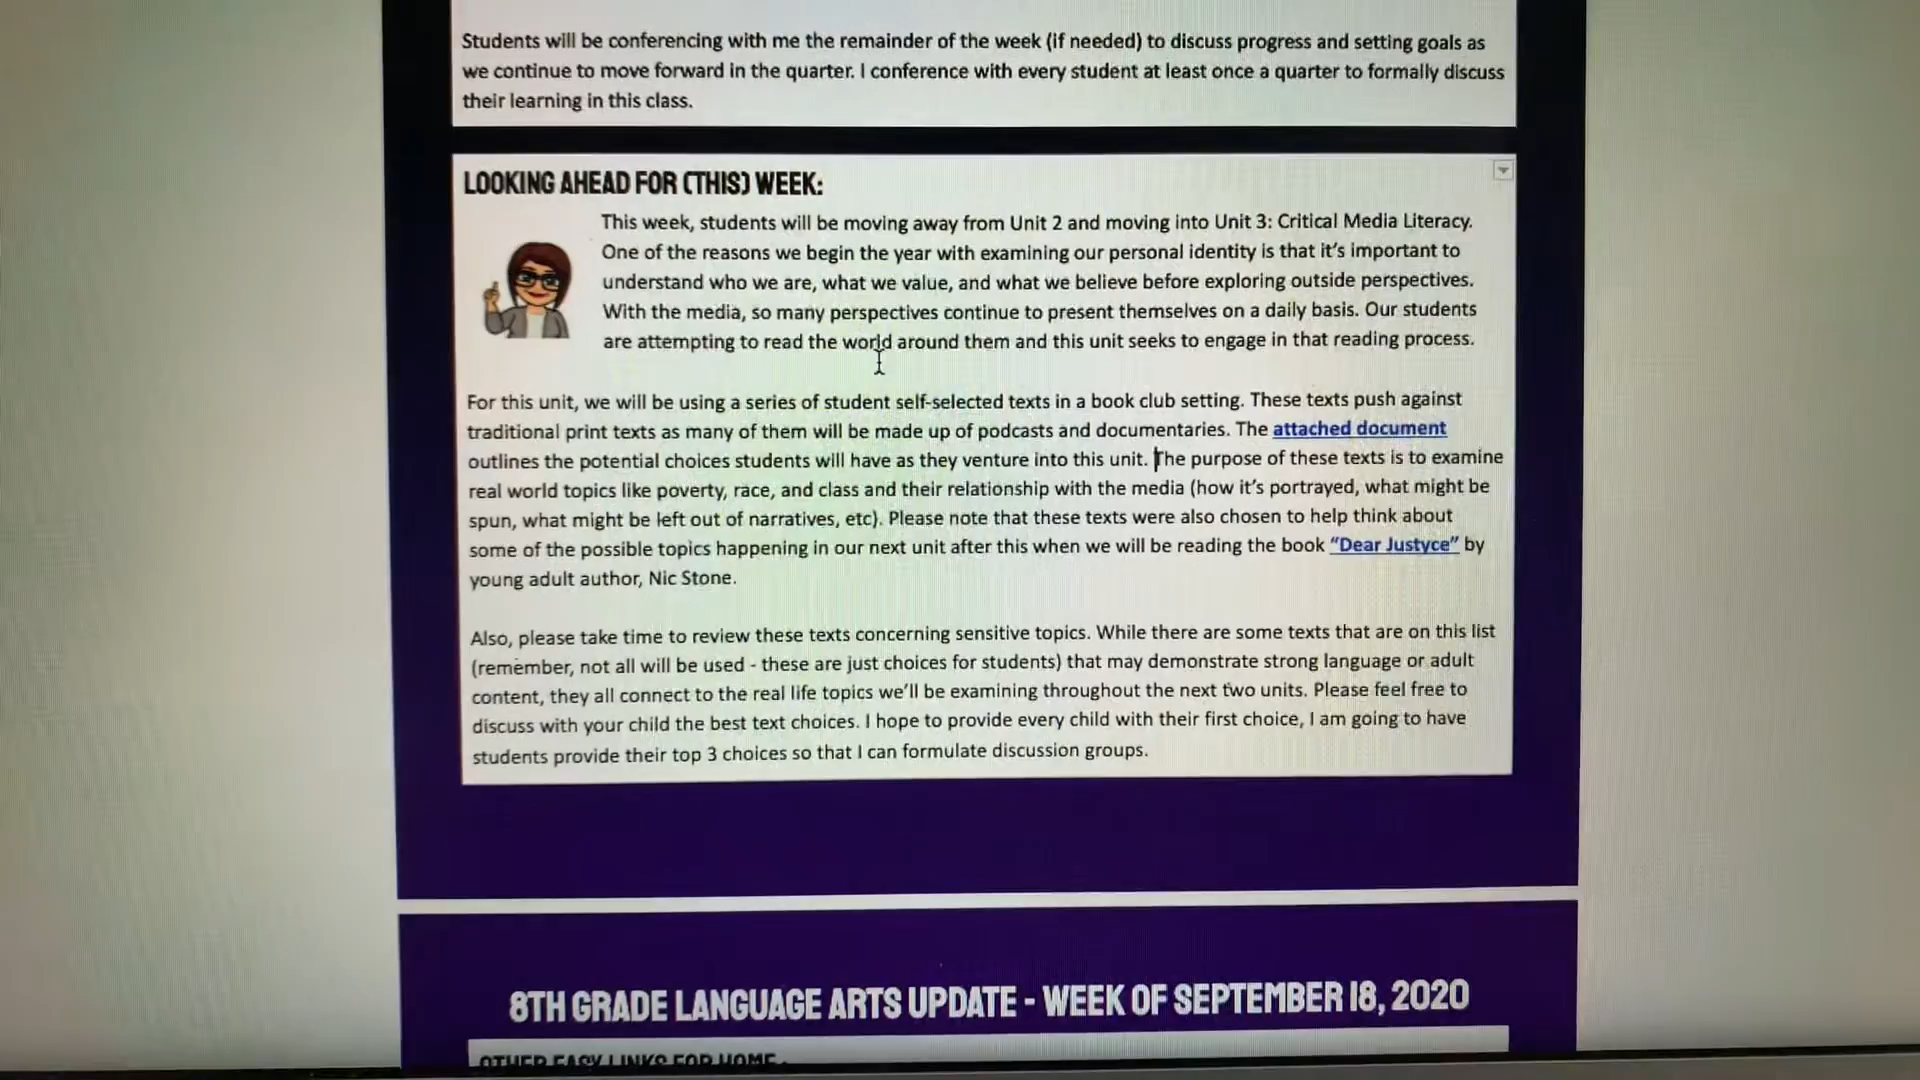 Students will be conferencing with me the remainder of the week (if needed) to discuss progress and setting goals as
we continue to move forward in the quarter. I conference with every student at least once a quarter to formally discuss
their learning in this class.
LOOKING AHEAD FOR (THIS) WEEK:
This week, students will be moving away from Unit 2 and moving into Unit 3: Critical Media Literacy.
One of the reasons we begin the year with examining our personal identity is that it's important to
understand who we are, what we value, and what we believe before exploring outside perspectives.
With the media, so many perspectives continue to present themselves on a daily basis. Our students
are attempting to read the world around them and this unit seeks to engage in that reading process.
For this unit, we will be using a series of student self-selected texts in a book club setting. These texts push against
traditional print texts as many of them will be made up of podcasts and documentaries. The attached document
outlines the potential choices students will have as they venture into this unit. The purpose of these texts is to examine
real world topics like poverty, race, and class and their relationship with the media (how it's portrayed, what might be
spun, what might be left out of narratives, etc). Please note that these texts were also chosen to help think about
some of the possible topics happening in our next unit after this when we will be reading the book “Dear Justyce” by
young adult author, Nic Stone.
Also, please take time to review these texts concerning sensitive topics. While there are some texts that are on this list
(remember, not all will be used - these are just choices for students) that may demonstrate strong language or adult
content, they all connect to the real life topics we'll be examining throughout the next two units. Please feel free to
discuss with your child the best text choices. I hope to provide every child with their first choice, I am going to have
students provide their top 3 choices so that I can formulate discussion groups.
8TH GRADE LANGUAGE ARTS UPDATE - WEEK OF SEPTEMBER 18, 2020
OTHER EASY LINKS FOR HOME